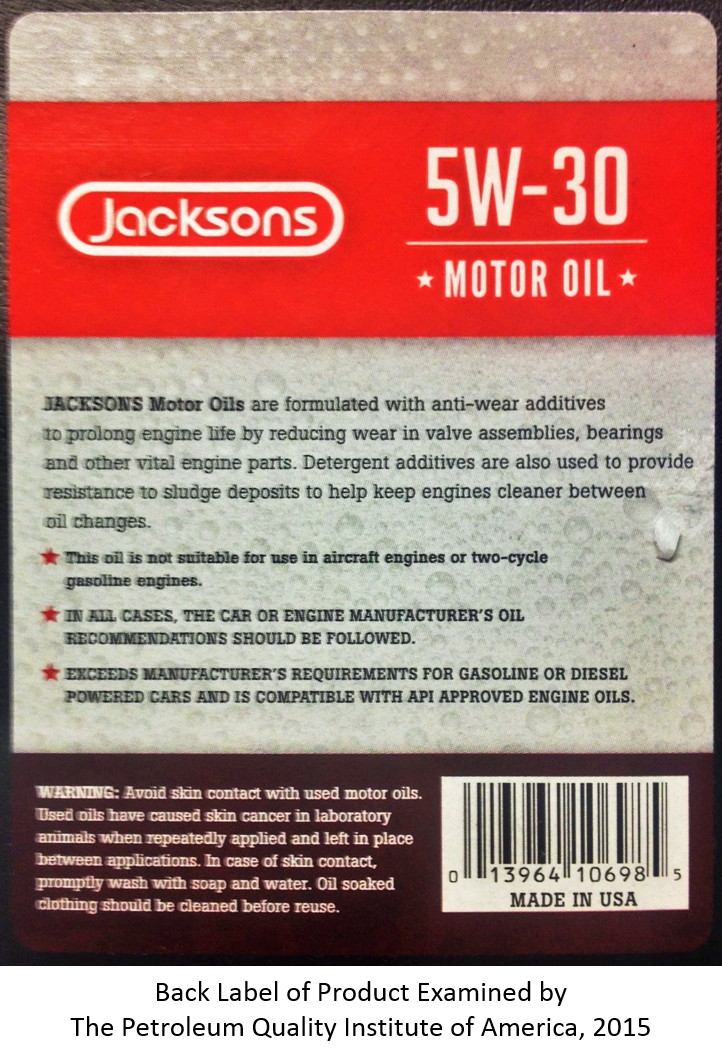 Jacksons
5W-30
★ MOTOR OIL ★
JACKSONS Motor Oils are formulated with anti-wear additives
to prolong engine life by reducing wear in valve assemblies, bearings
and other vital engine parts. Detergent additives are also used to provide
resistance to sludge deposits to help keep engines cleaner between
oil changes.
★ This oil is not suitable for use in aircraft engines or two-cycle
gasoline engines.
★ IN ALL CASES, THE CAR OR ENGINE MANUFACTURER'S OIL
RECOMMENDATIONS SHOULD BE FOLLOWED.
★ EXCEEDS MANUFACTURER'S REQUIREMENTS FOR GASOLINE OR DIESEL
POWERED CARS AND IS COMPATIBLE WITH API APPROVED ENGINE OILS.
WARNING: Avoid skin contact with used motor oils.
Used oils have caused skin cancer in laboratory
animals when repeatedly applied and left in place
between applications. In case of skin contact,
promptly wash with soap and water. Oil soaked
clothing should be cleaned before reuse.
0 13964 10698 5
MADE IN USA
Back Label of Product Examined by
The Petroleum Quality Institute of America, 2015